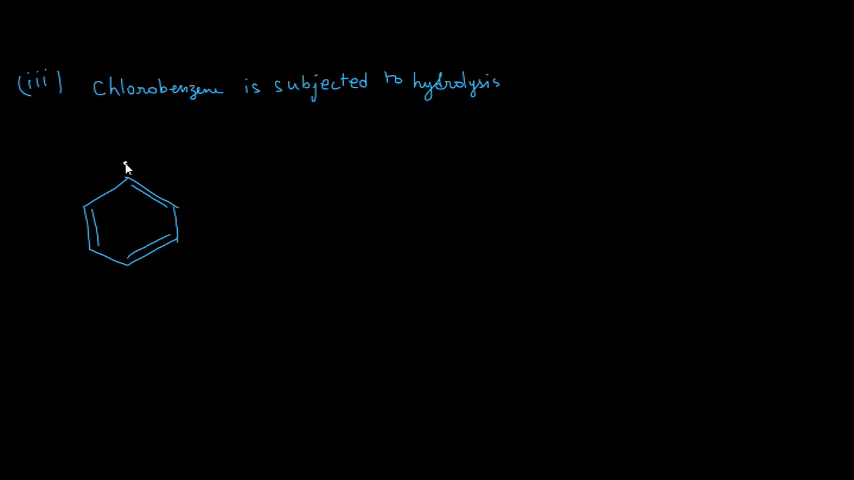 (iii) Chlorobenzene is subjected to hydrolysis